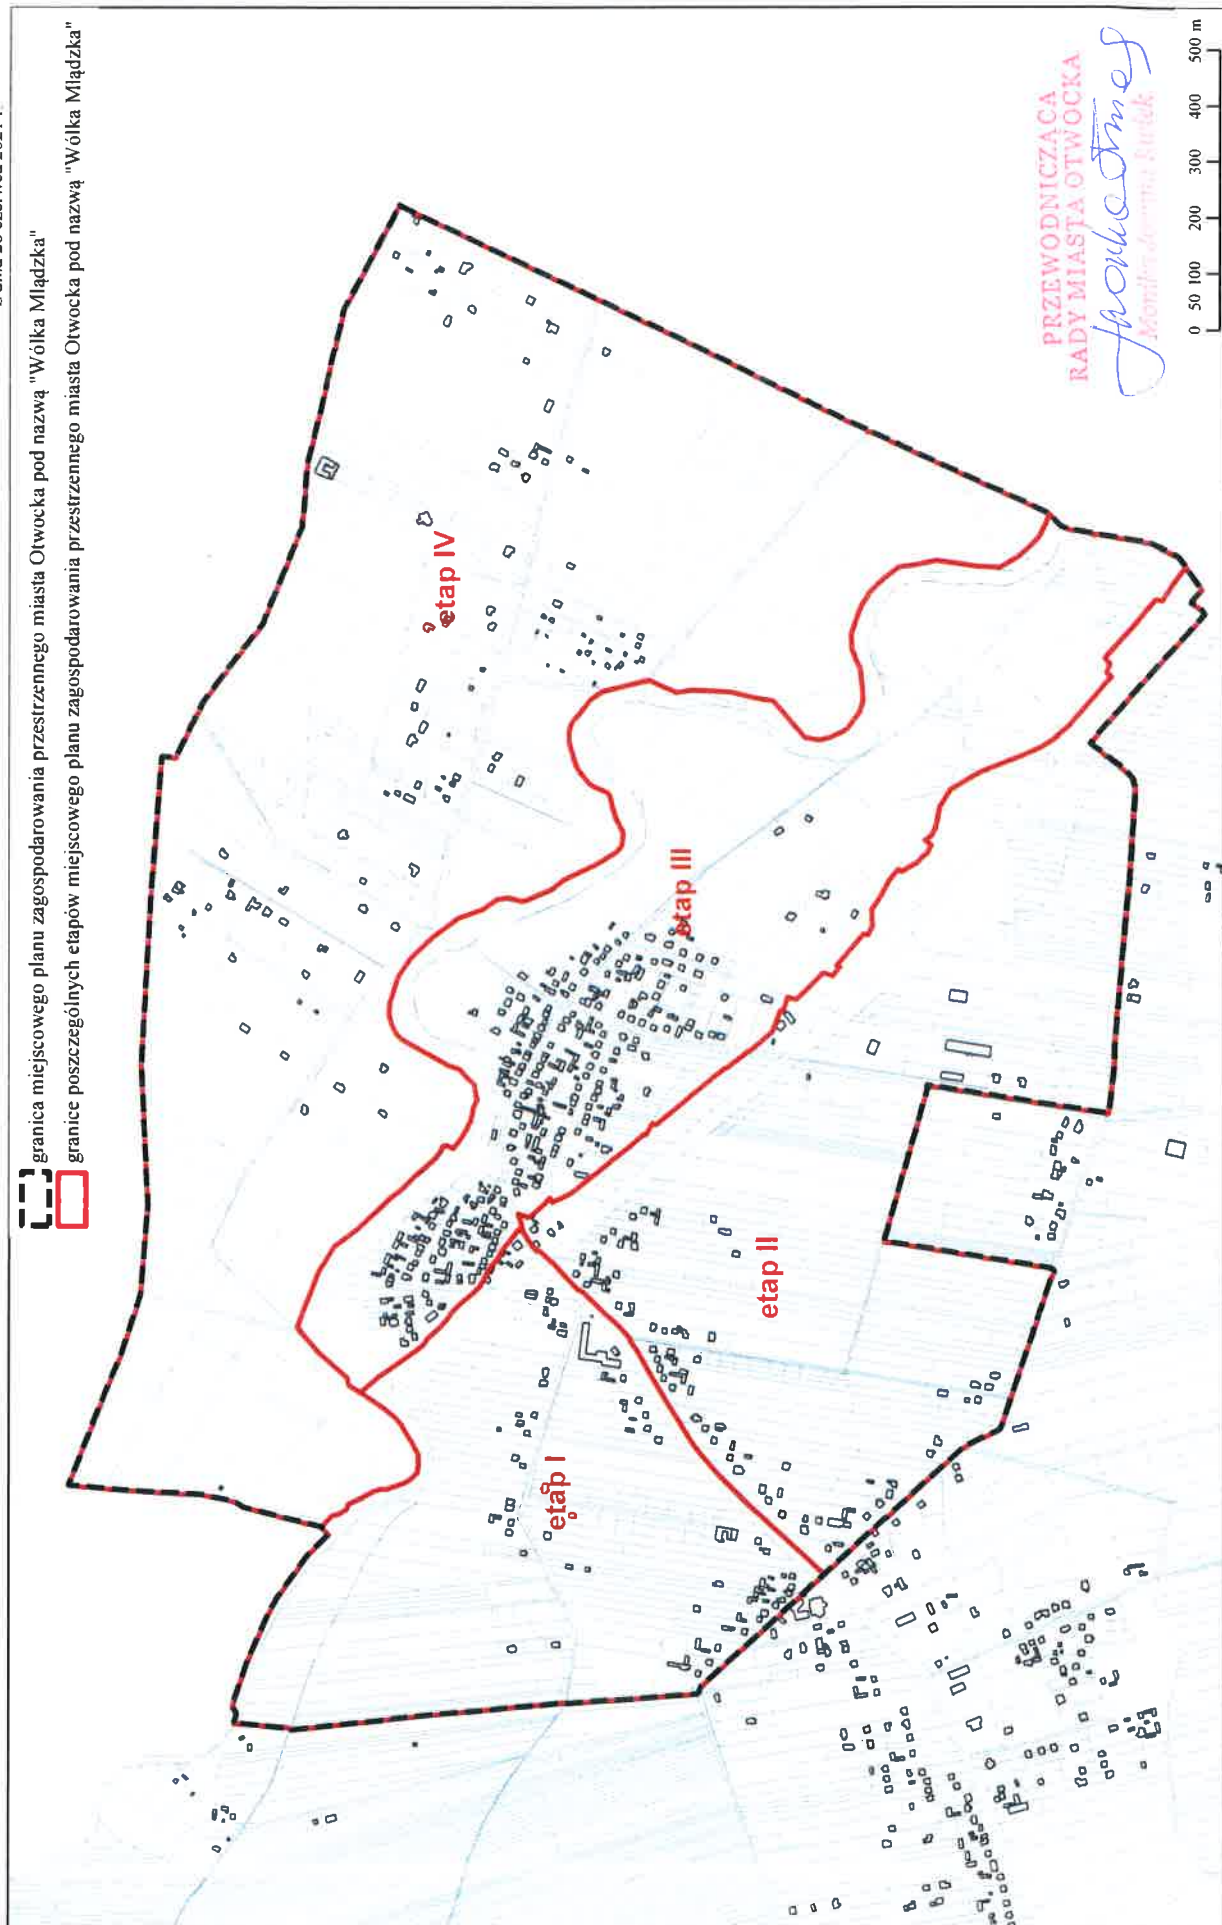 granica miejscowego planu zagospodarowania przestrzennego miasta Otwocka pod nazwą "Wólka Mlądzka"
granice poszczególnych etapów miejscowego planu zagospodarowania przestrzennego miasta Otwocka pod nazwą "Wólka Mlądzka"
etap IV
etap III
etap II
etap I
PRZEWODNICZĄCA
RADY MIASTA OTWOCKA
0 50 100 200 300 400 500 m